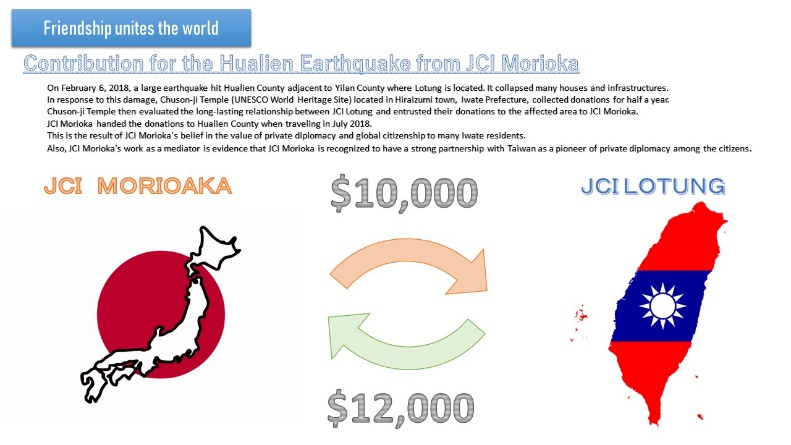 Friendship unites the world
Contribution for the Hualien Earthquake from JCI Morioka
On February 6, 2018, a large earthquake hit Hualien County adjacent to Yilan County where Lotung is located. It collapsed many houses and infrastructures.
In response to this damage, Chuson-ji Temple (UNESCO World Heritage Site) located in Hiraizumi town, Iwate Prefecture, collected donations for half a year.
Chuson-ji Temple then evaluated the long-lasting relationship between JCI Lotung and entrusted their donations to the affected area to JCI Morioka.
JCI Morioka handed the donations to Hualien County when traveling in July 2018.
This is the result of JCI Morioka's belief in the value of private diplomacy and global citizenship to many Iwate residents.
Also, JCI Morioka's work as a mediator is evidence that JCI Morioka is recognized to have a strong partnership with Taiwan as a pioneer of private diplomacy among the citizens.
JCI MORIOAKA
$10,000
JCI LOTUNG
$12,000